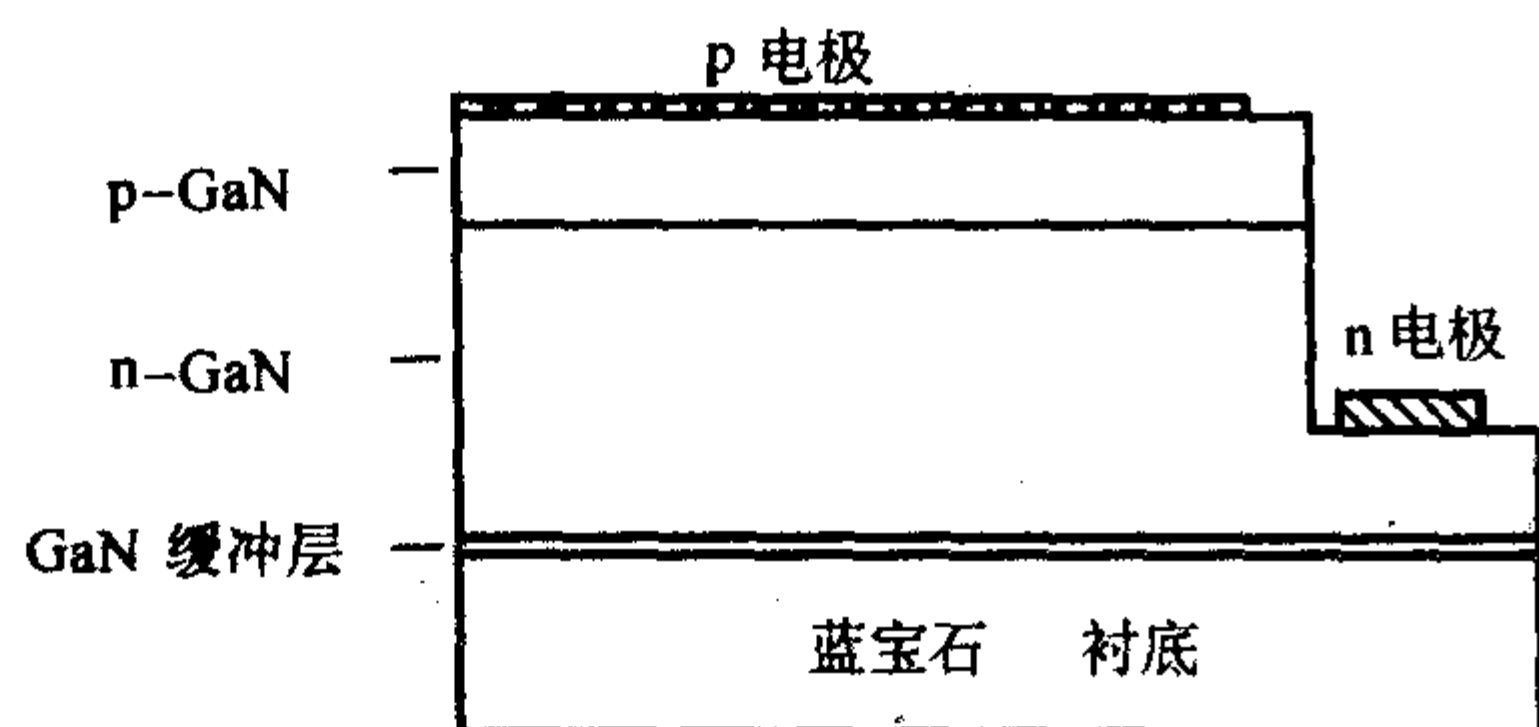 p 电极
p-GaN
n 电极
n-GaN
GaN 缓冲层
蓝宝石 衬底